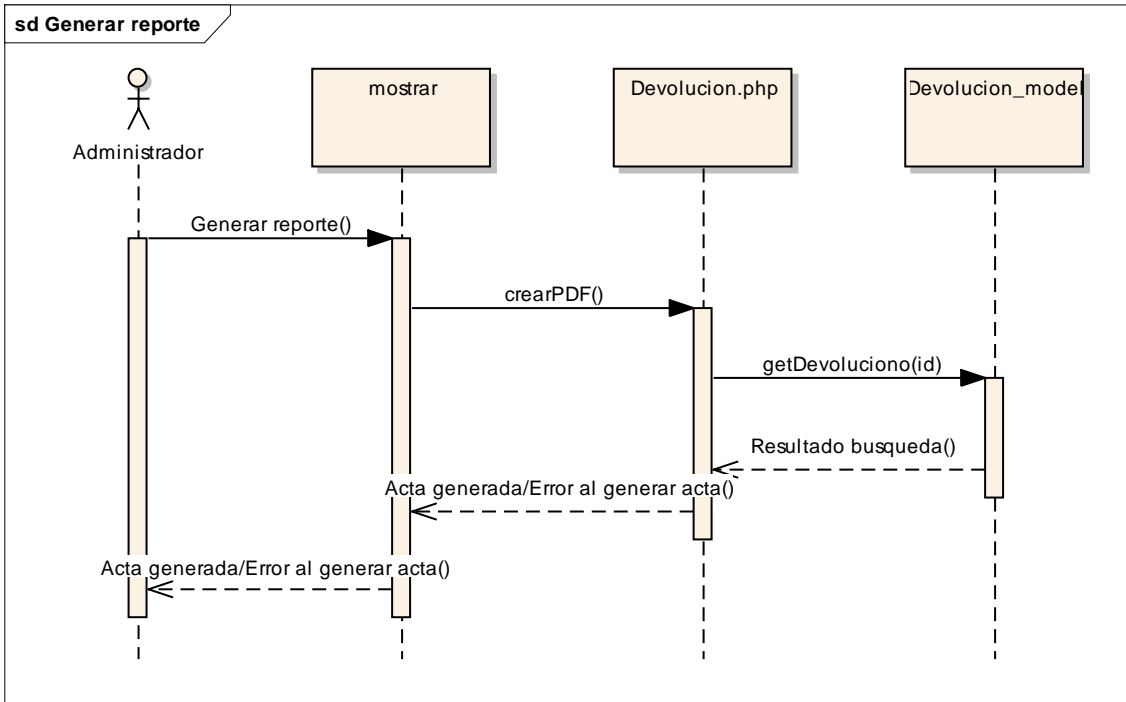 sd Generar reporte
Administrador
mostrar
Devolucion.php
Devolucion_model
Generar reporte()
crearPDF()
getDevoluciono(id)
Resultado busqueda()
Acta generada/Error al generar acta()
Acta generada/Error al generar acta()